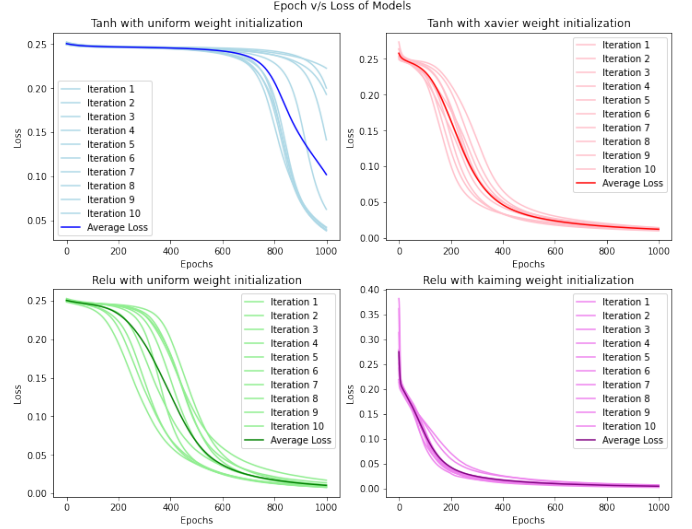 Epoch v/s Loss of Models
Tanh with uniform weight initialization
0.25
0.20
0.15
0.10
0.05
Loss
Iteration 1
Iteration 2
Iteration 3
Iteration 4
Iteration 5
Iteration 6
Iteration 7
Iteration 8
Iteration 9
Iteration 10
Average Loss
0 200 400 600 800 1000
Epochs
Tanh with xavier weight initialization
0.25
0.20
0.15
0.10
0.05
0.00
Loss
Iteration 1
Iteration 2
Iteration 3
Iteration 4
Iteration 5
Iteration 6
Iteration 7
Iteration 8
Iteration 9
Iteration 10
Average Loss
0 200 400 600 800 1000
Epochs
Relu with uniform weight initialization
0.25
0.20
0.15
0.10
0.05
0.00
Loss
Iteration 1
Iteration 2
Iteration 3
Iteration 4
Iteration 5
Iteration 6
Iteration 7
Iteration 8
Iteration 9
Iteration 10
Average Loss
0 200 400 600 800 1000
Epochs
Relu with kaiming weight initialization
0.40
0.35
0.30
0.25
0.20
0.15
0.10
0.05
0.00
Loss
Iteration 1
Iteration 2
Iteration 3
Iteration 4
Iteration 5
Iteration 6
Iteration 7
Iteration 8
Iteration 9
Iteration 10
Average Loss
0 200 400 600 800 1000
Epochs